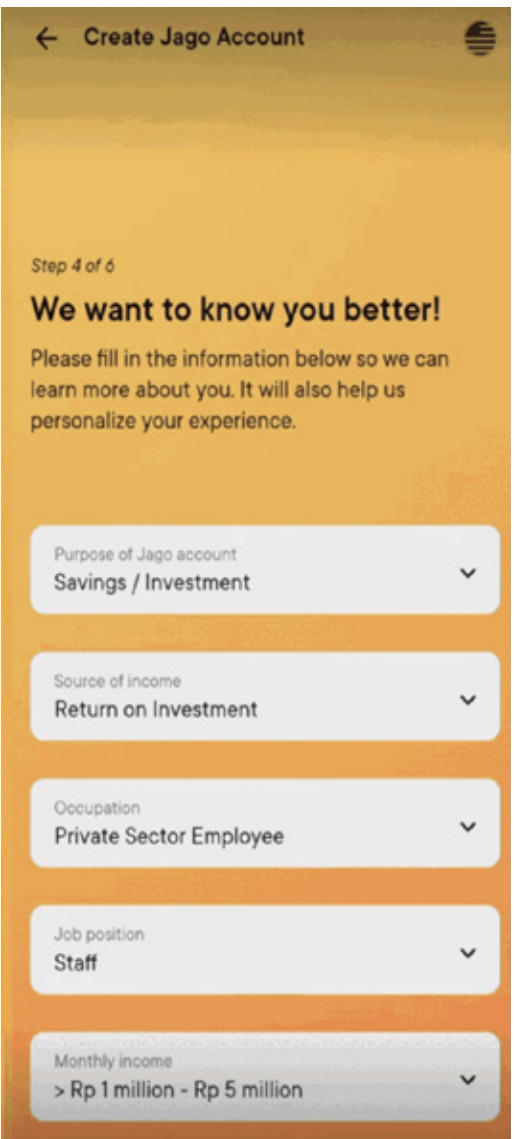 Create Jago Account
Step 4 of 6
We want to know you better!
Please fill in the information below so we can
learn more about you. It will also help us
personalize your experience.
Purpose of Jago account
Savings / Investment
Source of income
Return on Investment
Occupation
Private Sector Employee
Job position
Staff
Monthly income
> Rp 1 million - Rp 5 million